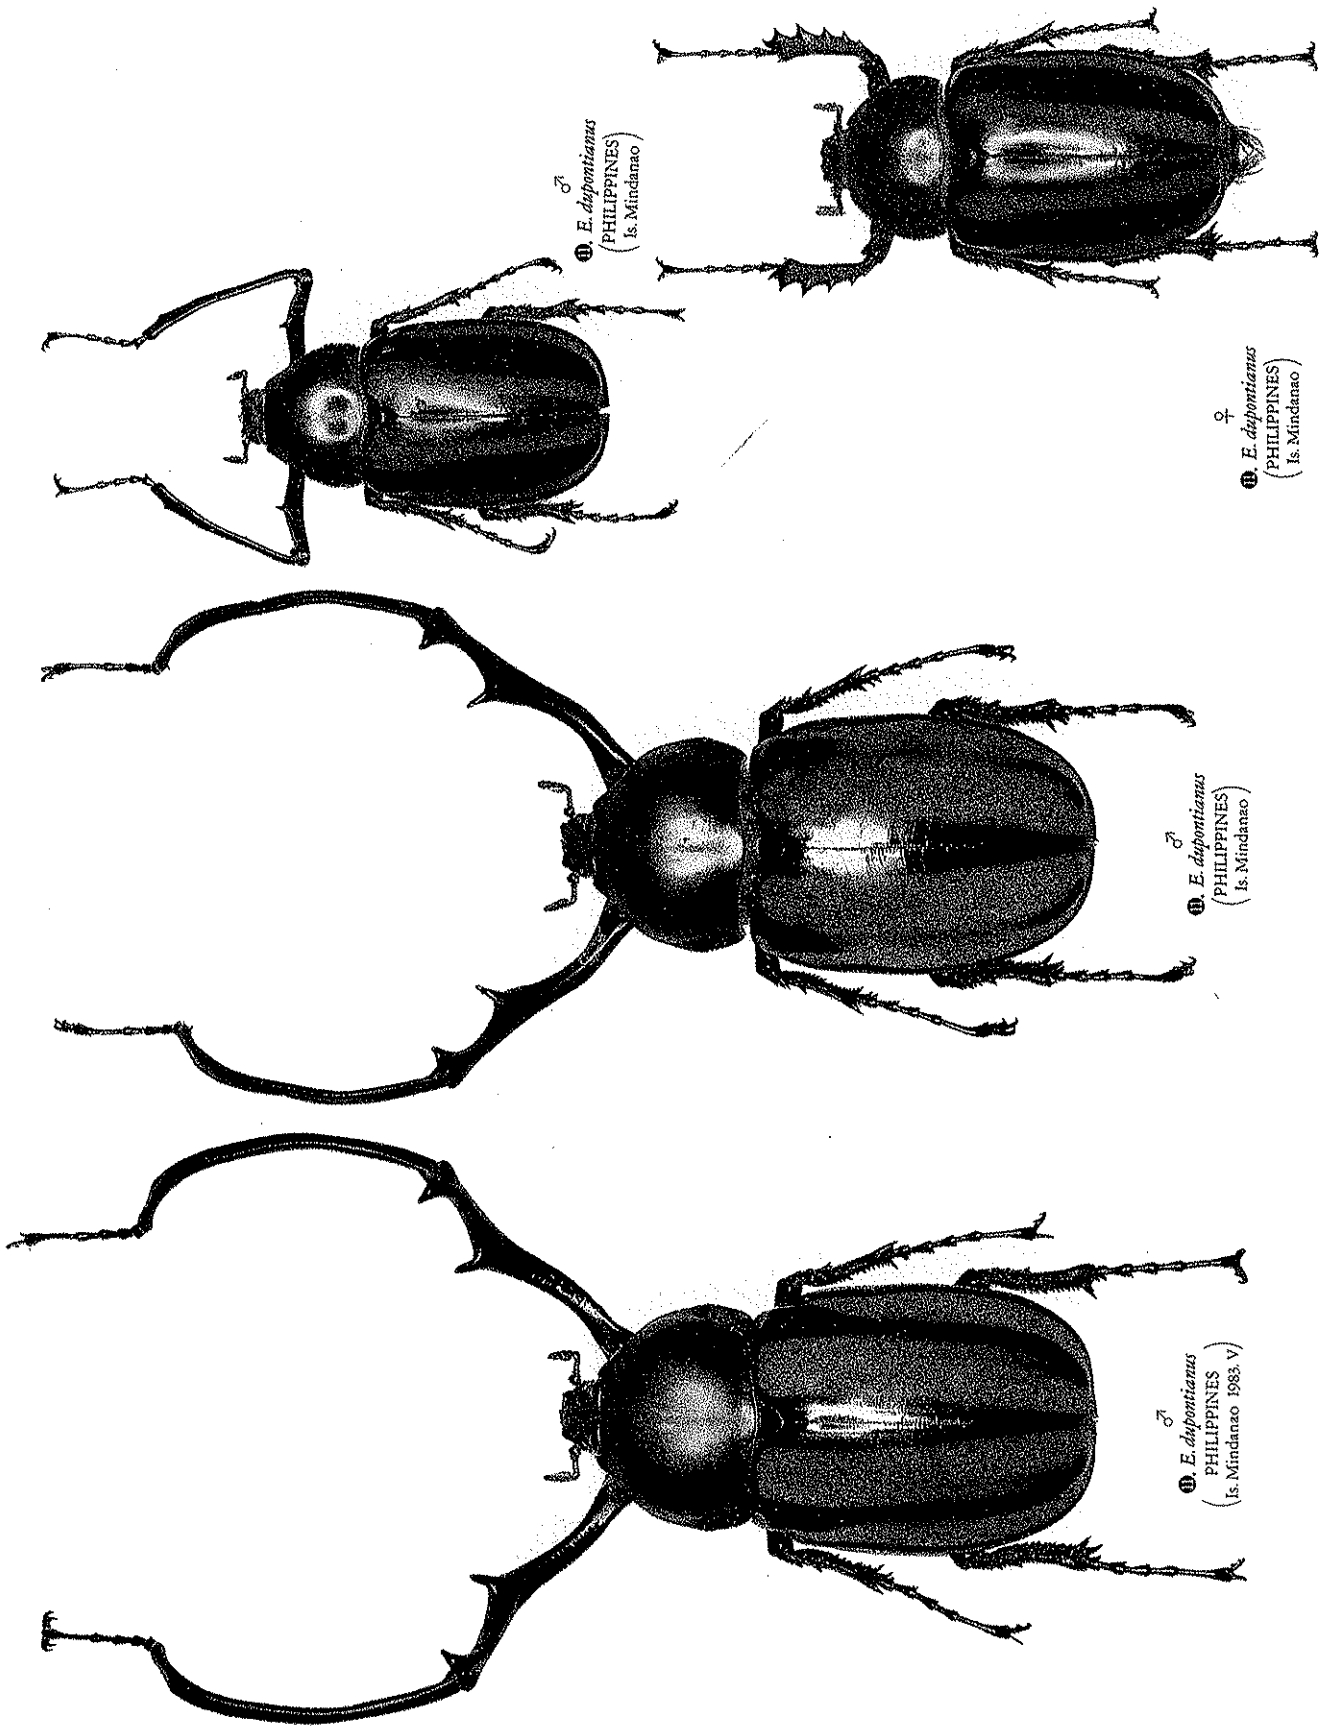 ♂
⓫. E. dupontianus
(PHILIPPINES)
(Is. Mindanao)
♀
⓫. E. dupontianus
(PHILIPPINES)
(Is. Mindanao)
♂
⓫. E. dupontianus
(PHILIPPINES)
(Is. Mindanao)
♂
⓫. E. dupontianus
PHILIPPINES
(Is. Mindanao 1983. V)